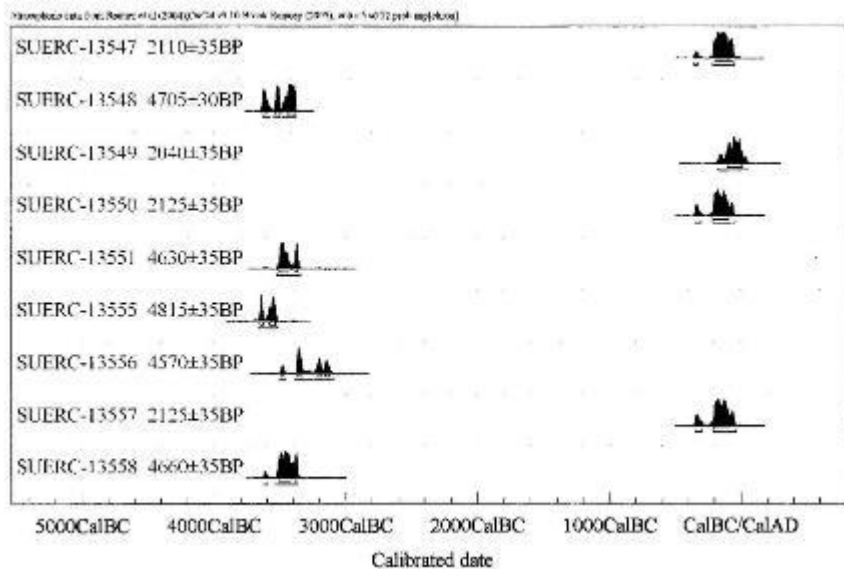 SUERC-13547 2110±35BP
SUERC-13548 4705±30BP
SUERC-13549 2040±35BP
SUERC-13550 2125±35BP
SUERC-13551 4630±35BP
SUERC-13555 4815±35BP
SUERC-13556 4570±35BP
SUERC-13557 2125±35BP
SUERC-13558 4660±35BP
5000CalBC 4000CalBC 3000CalBC 2000CalBC 1000CalBC CalBC/CalAD
Calibrated date